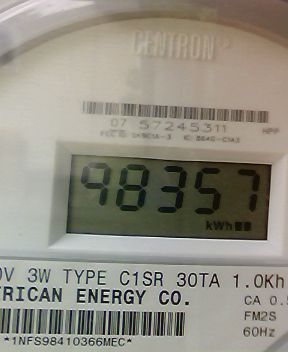 CENTRON®
07 57245311
98357
kWh
0V 3W TYPE C1SR 30TA 1.0Kh
TRICAN ENERGY CO.
CA 0.5
FM2S
60Hz
*1NFS98410366MEC*